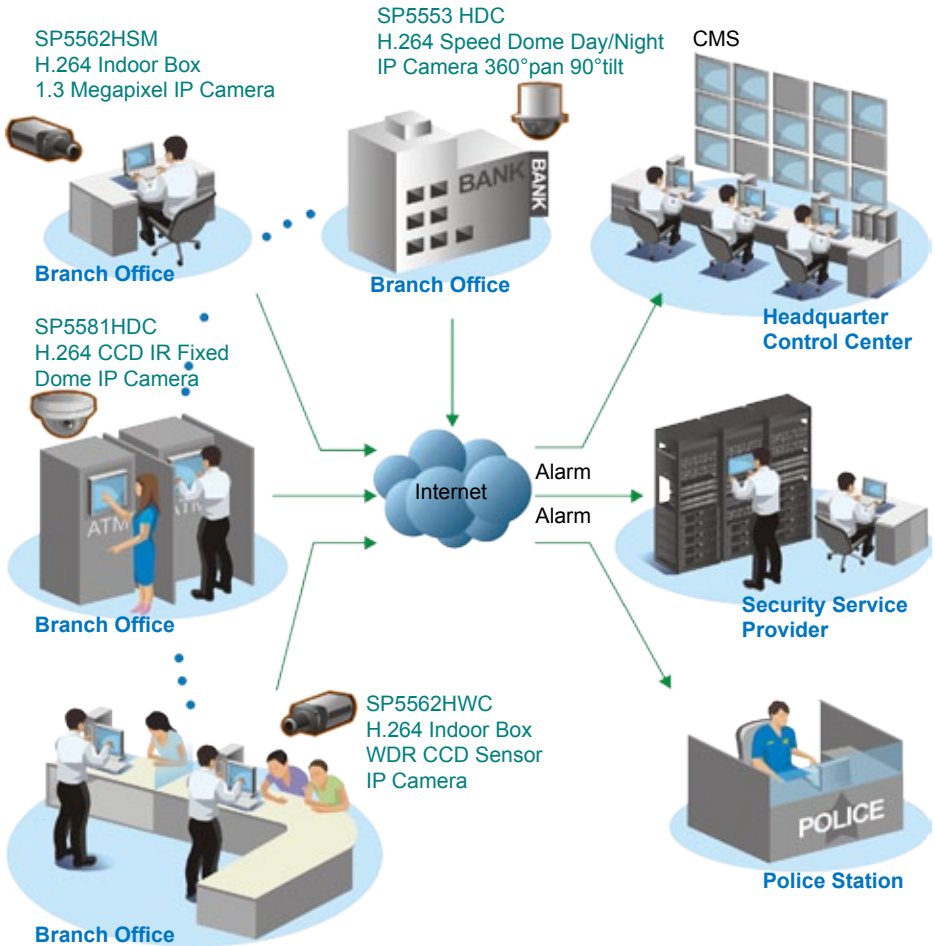 SP5562HSM
H.264 Indoor Box
1.3 Megapixel IP Camera
SP5553 HDC
H.264 Speed Dome Day/Night
IP Camera 360°pan 90°tilt
CMS
BANK
BANK
Branch Office
Branch Office
Headquarter
Control Center
SP5581HDC
H.264 CCD IR Fixed
Dome IP Camera
ATM
ATM
Branch Office
Internet
Alarm
Alarm
Security Service
Provider
SP5562HWC
H.264 Indoor Box
WDR CCD Sensor
IP Camera
Branch Office
POLICE
Police Station